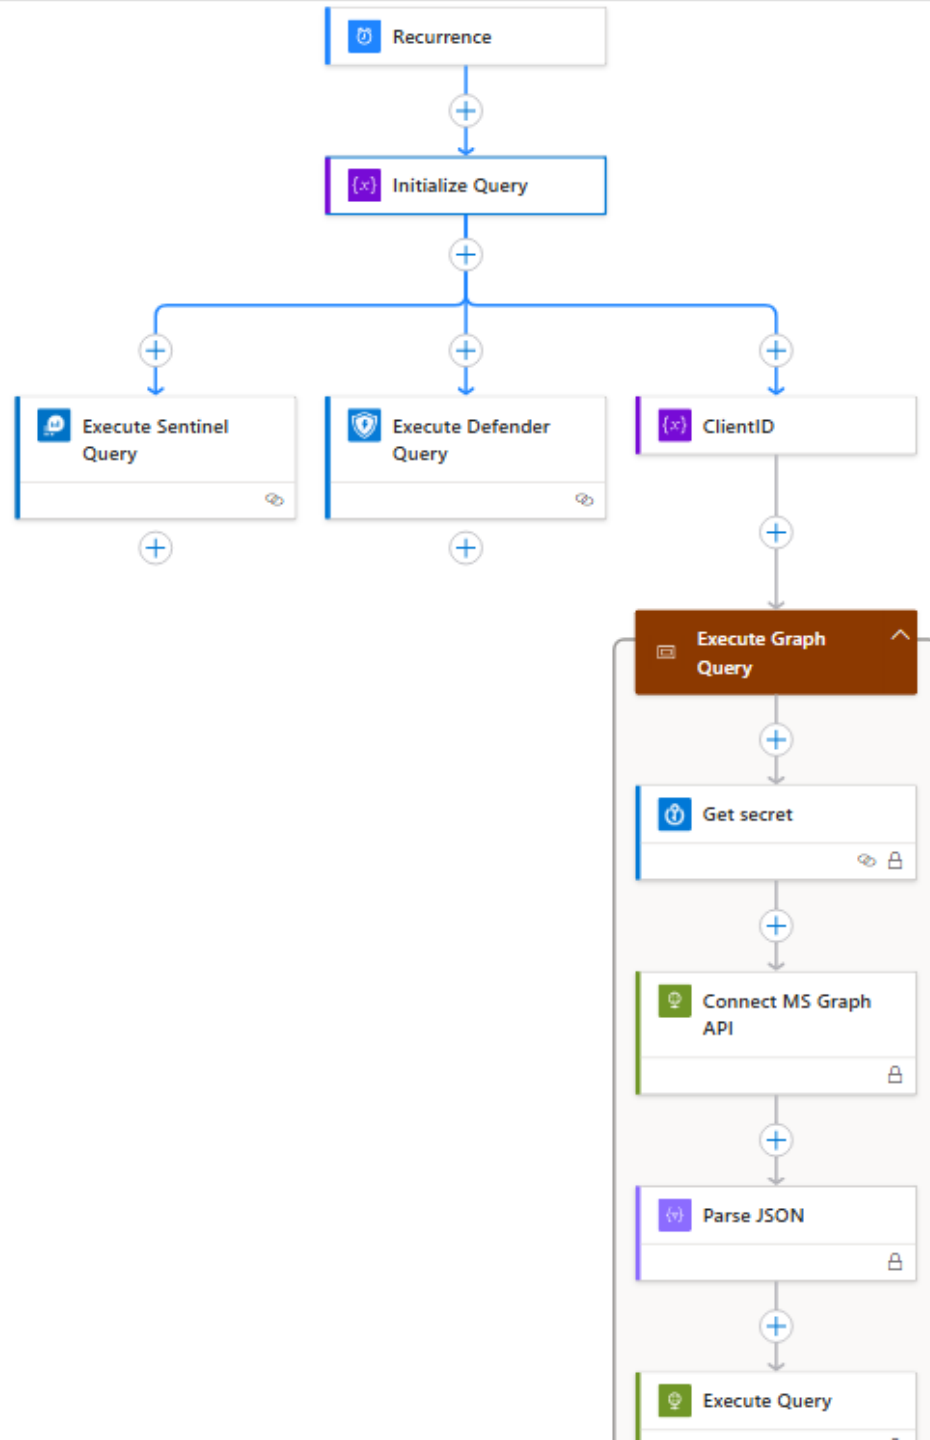 Recurrence
{x} Initialize Query
Execute Sentinel
Query
Execute Defender
Query
{x} ClientID
Execute Graph
Query
Get secret
Connect MS Graph
API
Parse JSON
Execute Query